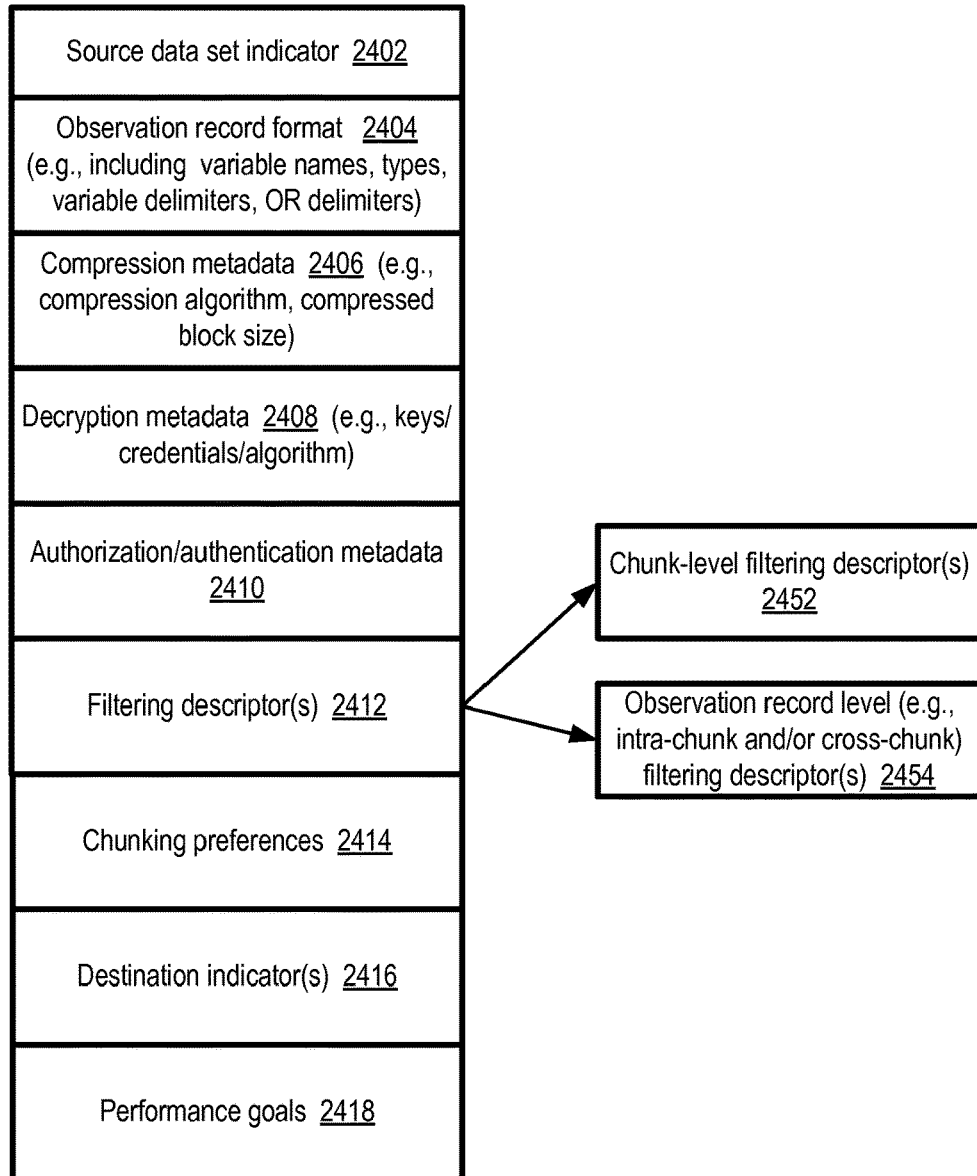 Source data set indicator 2402
Observation record format 2404
(e.g., including variable names, types,
variable delimiters, OR delimiters)
Compression metadata 2406 (e.g.,
compression algorithm, compressed
block size)
Decryption metadata 2408 (e.g., keys/
credentials/algorithm)
Authorization/authentication metadata
2410
Filtering descriptor(s) 2412
Chunk-level filtering descriptor(s)
2452
Observation record level (e.g.,
intra-chunk and/or cross-chunk)
filtering descriptor(s) 2454
Chunking preferences 2414
Destination indicator(s) 2416
Performance goals 2418